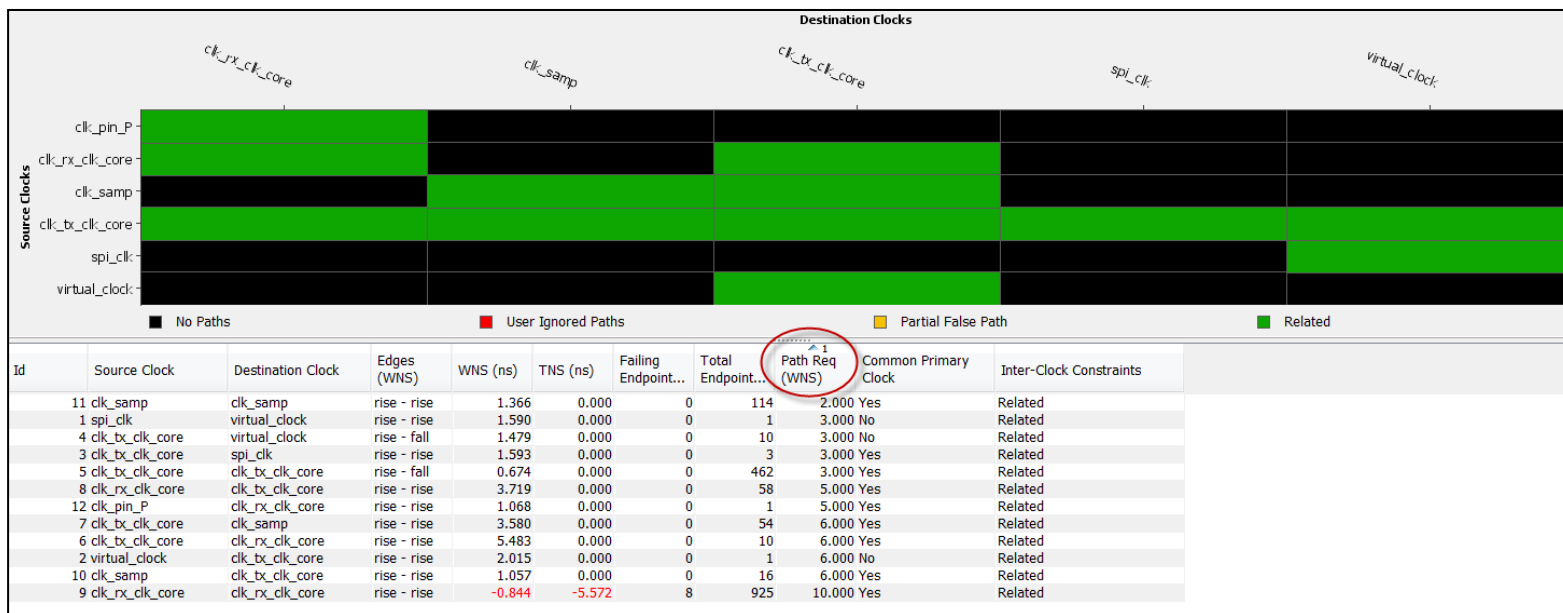 Destination Clocks
clk_rx_clk_core clk_samp clk_tx_clk_core spi_clk virtual_clock
Source Clocks
clk_pin_P
clk_rx_clk_core
clk_samp
clk_tx_clk_core
spi_clk
virtual_clock
No Paths User Ignored Paths Partial False Path Related
Id Source Clock Destination Clock Edges (WNS) WNS (ns) TNS (ns) Failing Endpoint... Total Endpoint... 1 Path Req (WNS) Common Primary Clock Inter-Clock Constraints
11 clk_samp clk_samp rise - rise 1.366 0.000 0 114 2.000 Yes Related
1 spi_clk virtual_clock rise - rise 1.590 0.000 0 1 3.000 No Related
4 clk_tx_clk_core virtual_clock rise - fall 1.479 0.000 0 10 3.000 No Related
3 clk_tx_clk_core spi_clk rise - rise 1.593 0.000 0 3 3.000 Yes Related
5 clk_tx_clk_core clk_tx_clk_core rise - fall 0.674 0.000 0 462 3.000 Yes Related
8 clk_rx_clk_core clk_tx_clk_core rise - rise 3.719 0.000 0 58 5.000 Yes Related
12 clk_pin_P clk_rx_clk_core rise - rise 1.068 0.000 0 1 5.000 Yes Related
7 clk_tx_clk_core clk_samp rise - rise 3.580 0.000 0 54 6.000 Yes Related
6 clk_tx_clk_core clk_rx_clk_core rise - rise 5.483 0.000 0 10 6.000 Yes Related
2 virtual_clock clk_tx_clk_core rise - rise 2.015 0.000 0 1 6.000 No Related
10 clk_samp clk_tx_clk_core rise - rise 1.057 0.000 0 16 6.000 Yes Related
9 clk_rx_clk_core clk_rx_clk_core rise - rise -0.844 -5.572 8 925 10.000 Yes Related